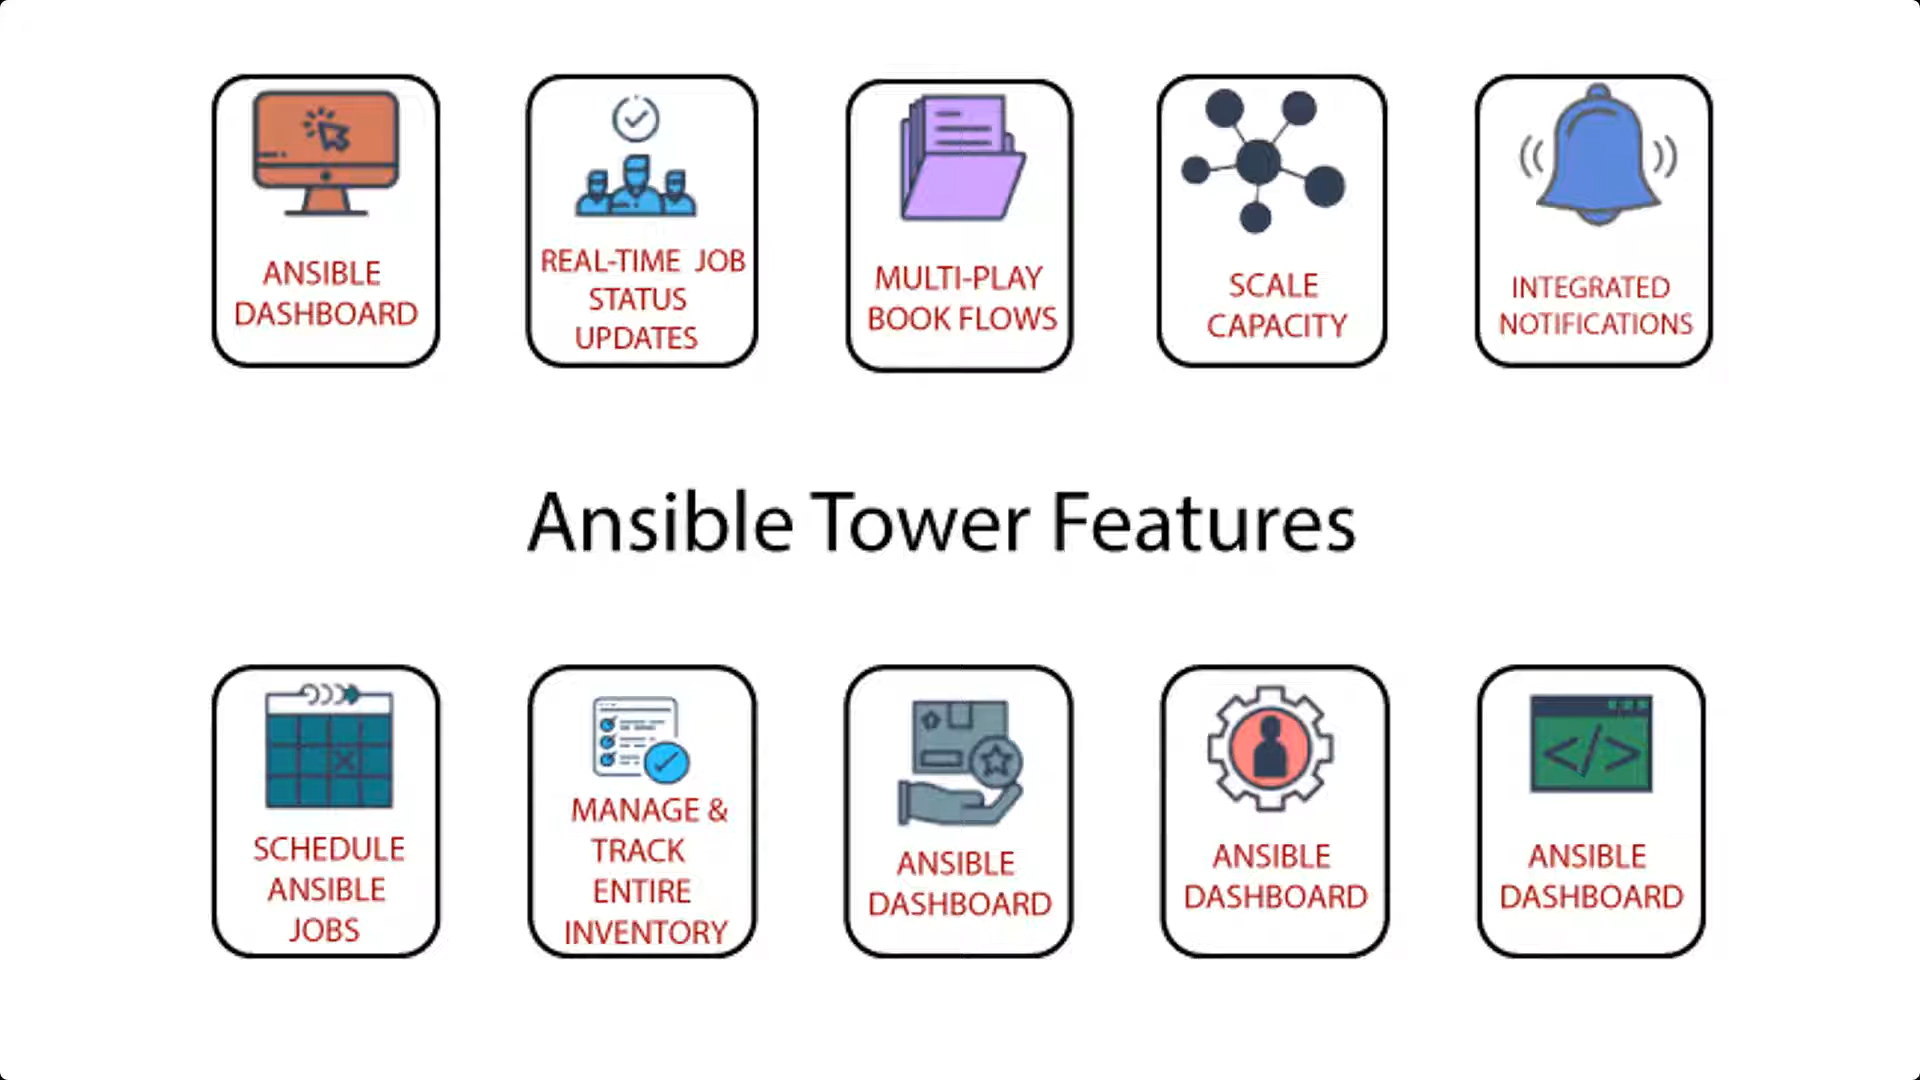 ANSIBLE
DASHBOARD
REAL-TIME JOB
STATUS
UPDATES
MULTI-PLAY
BOOK FLOWS
SCALE
CAPACITY
INTEGRATED
NOTIFICATIONS
Ansible Tower Features
SCHEDULE
ANSIBLE
JOBS
MANAGE &
TRACK
ENTIRE
INVENTORY
ANSIBLE
DASHBOARD
ANSIBLE
DASHBOARD
ANSIBLE
DASHBOARD